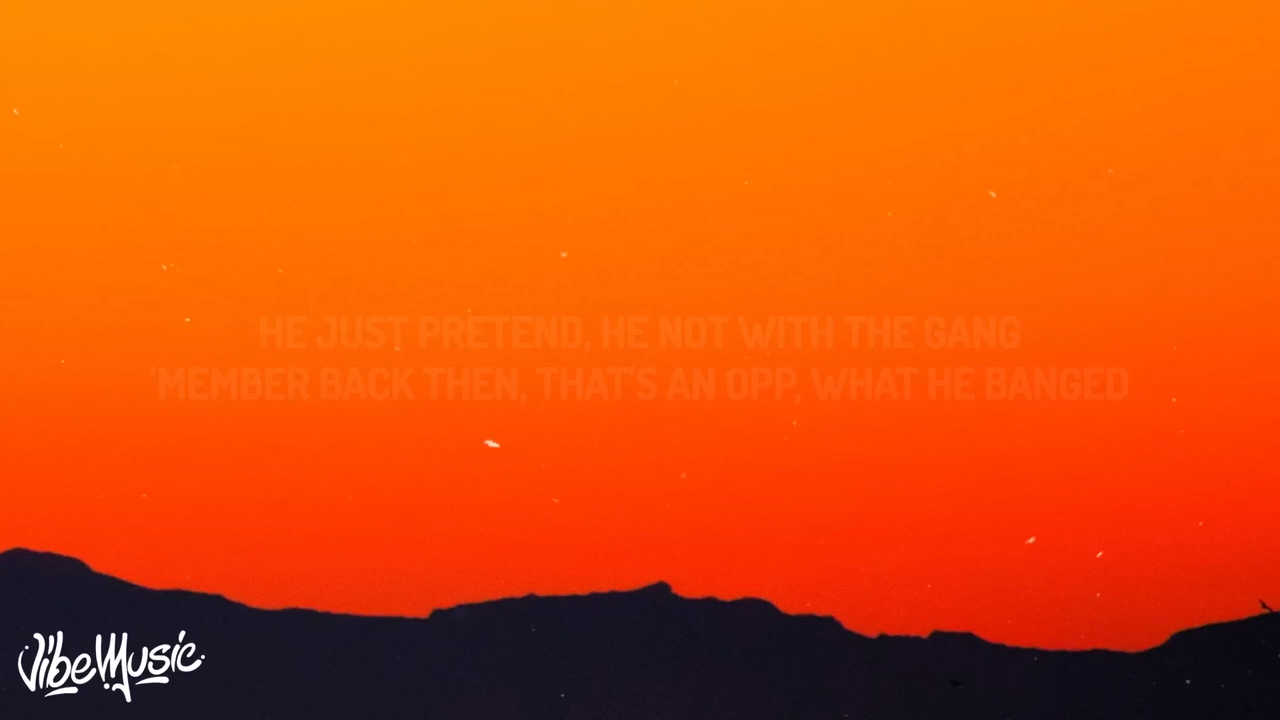 HE JUST PRETEND, HE NOT WITH THE GANG
'MEMBER BACK THEN, THAT'S AN OPP, WHAT HE BANGED
VibeMusic